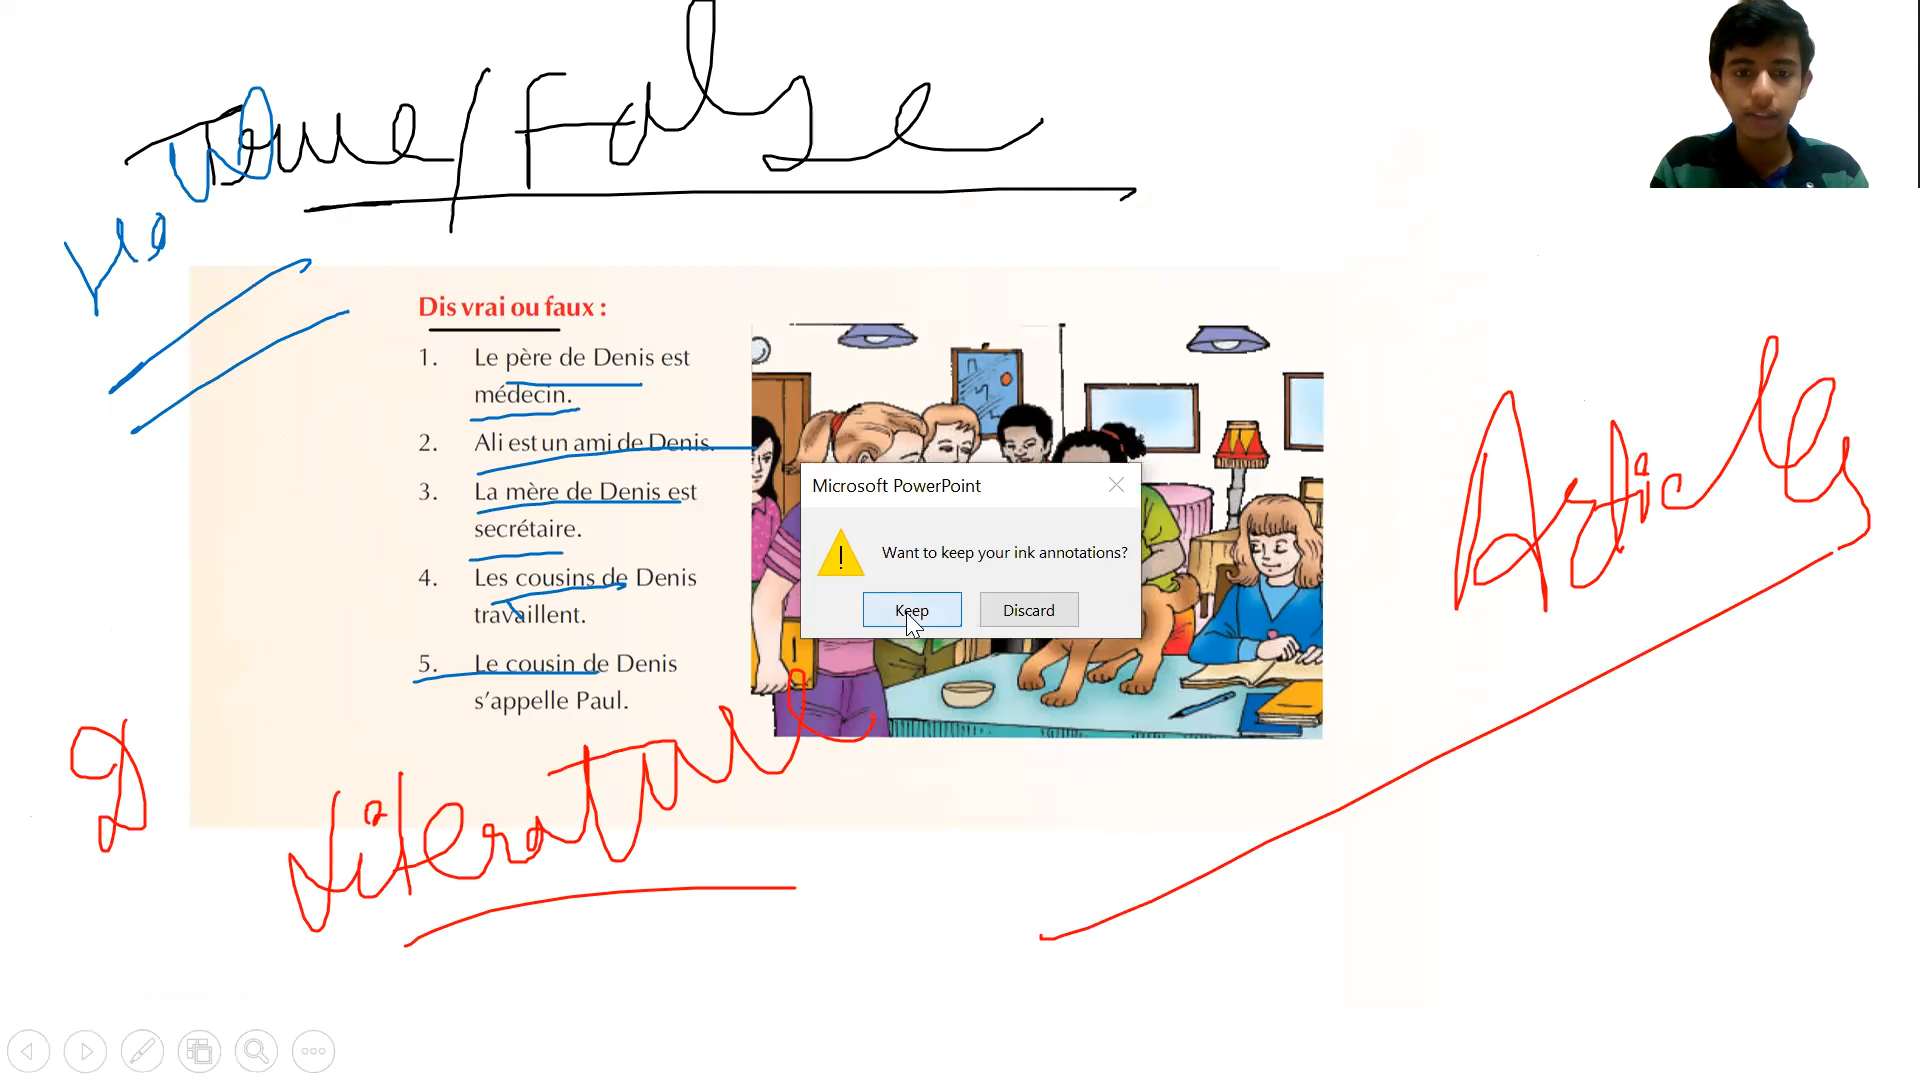 True/False
Dis vrai ou faux :
1. Le père de Denis est
médecin.
2. Ali est un ami de Denis.
3. La mère de Denis est
secrétaire.
4. Les cousins de Denis
travaillent.
5. Le cousin de Denis
s'appelle Paul.
Microsoft PowerPoint
Want to keep your ink annotations?
Keep
Discard
Articles
Literature